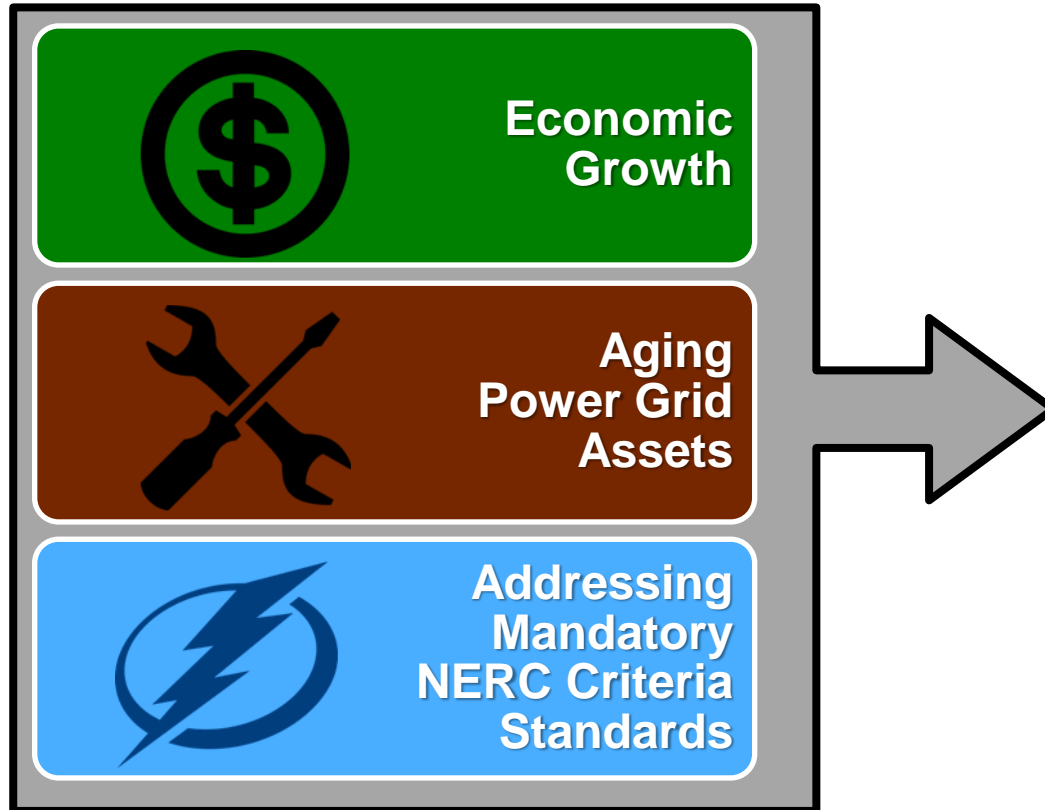 Economic
Growth
Aging
Power Grid
Assets
Addressing
Mandatory
NERC Criteria
Standards